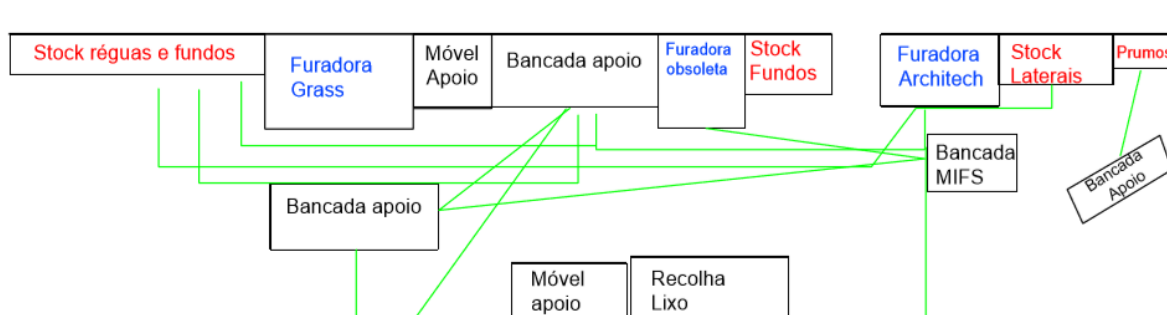 Stock réguas e fundos
Furadora
Grass
Móvel
Apoio
Bancada apoio
Furadora
obsoleta
Stock
Fundos
Furadora
Architech
Stock
Laterais
Prumos
Bancada
MIFS
Bancada
Apoio
Bancada apoio
Móvel
apoio
Recolha
Lixo